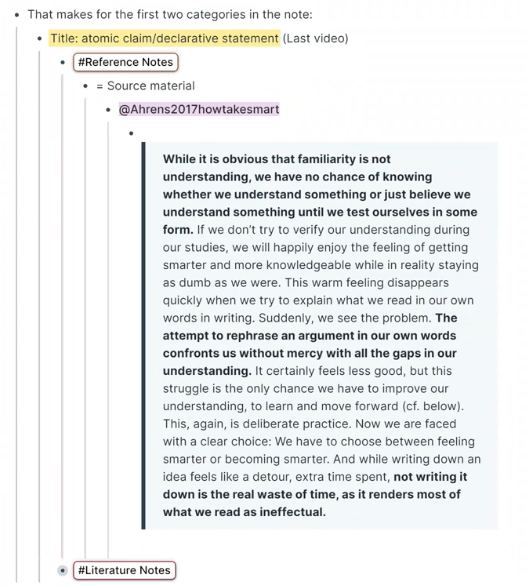 That makes for the first two categories in the note:
Title: atomic claim/declarative statement (Last video)
#Reference Notes
= Source material
@Ahrens2017howtakesmart
While it is obvious that familiarity is not
understanding, we have no chance of knowing
whether we understand something or just believe we
understand something until we test ourselves in some
form. If we don't try to verify our understanding during
our studies, we will happily enjoy the feeling of getting
smarter and more knowledgeable while in reality staying
as dumb as we were. This warm feeling disappears
quickly when we try to explain what we read in our own
words in writing. Suddenly, we see the problem. The
attempt to rephrase an argument in our own words
confronts us without mercy with all the gaps in our
understanding. It certainly feels less good, but this
struggle is the only chance we have to improve our
understanding, to learn and move forward (cf. below).
This, again, is deliberate practice. Now we are faced
with a clear choice: We have to choose between feeling
smarter or becoming smarter. And while writing down an
idea feels like a detour, extra time spent, not writing it
down is the real waste of time, as it renders most of
what we read as ineffectual.
#Literature Notes